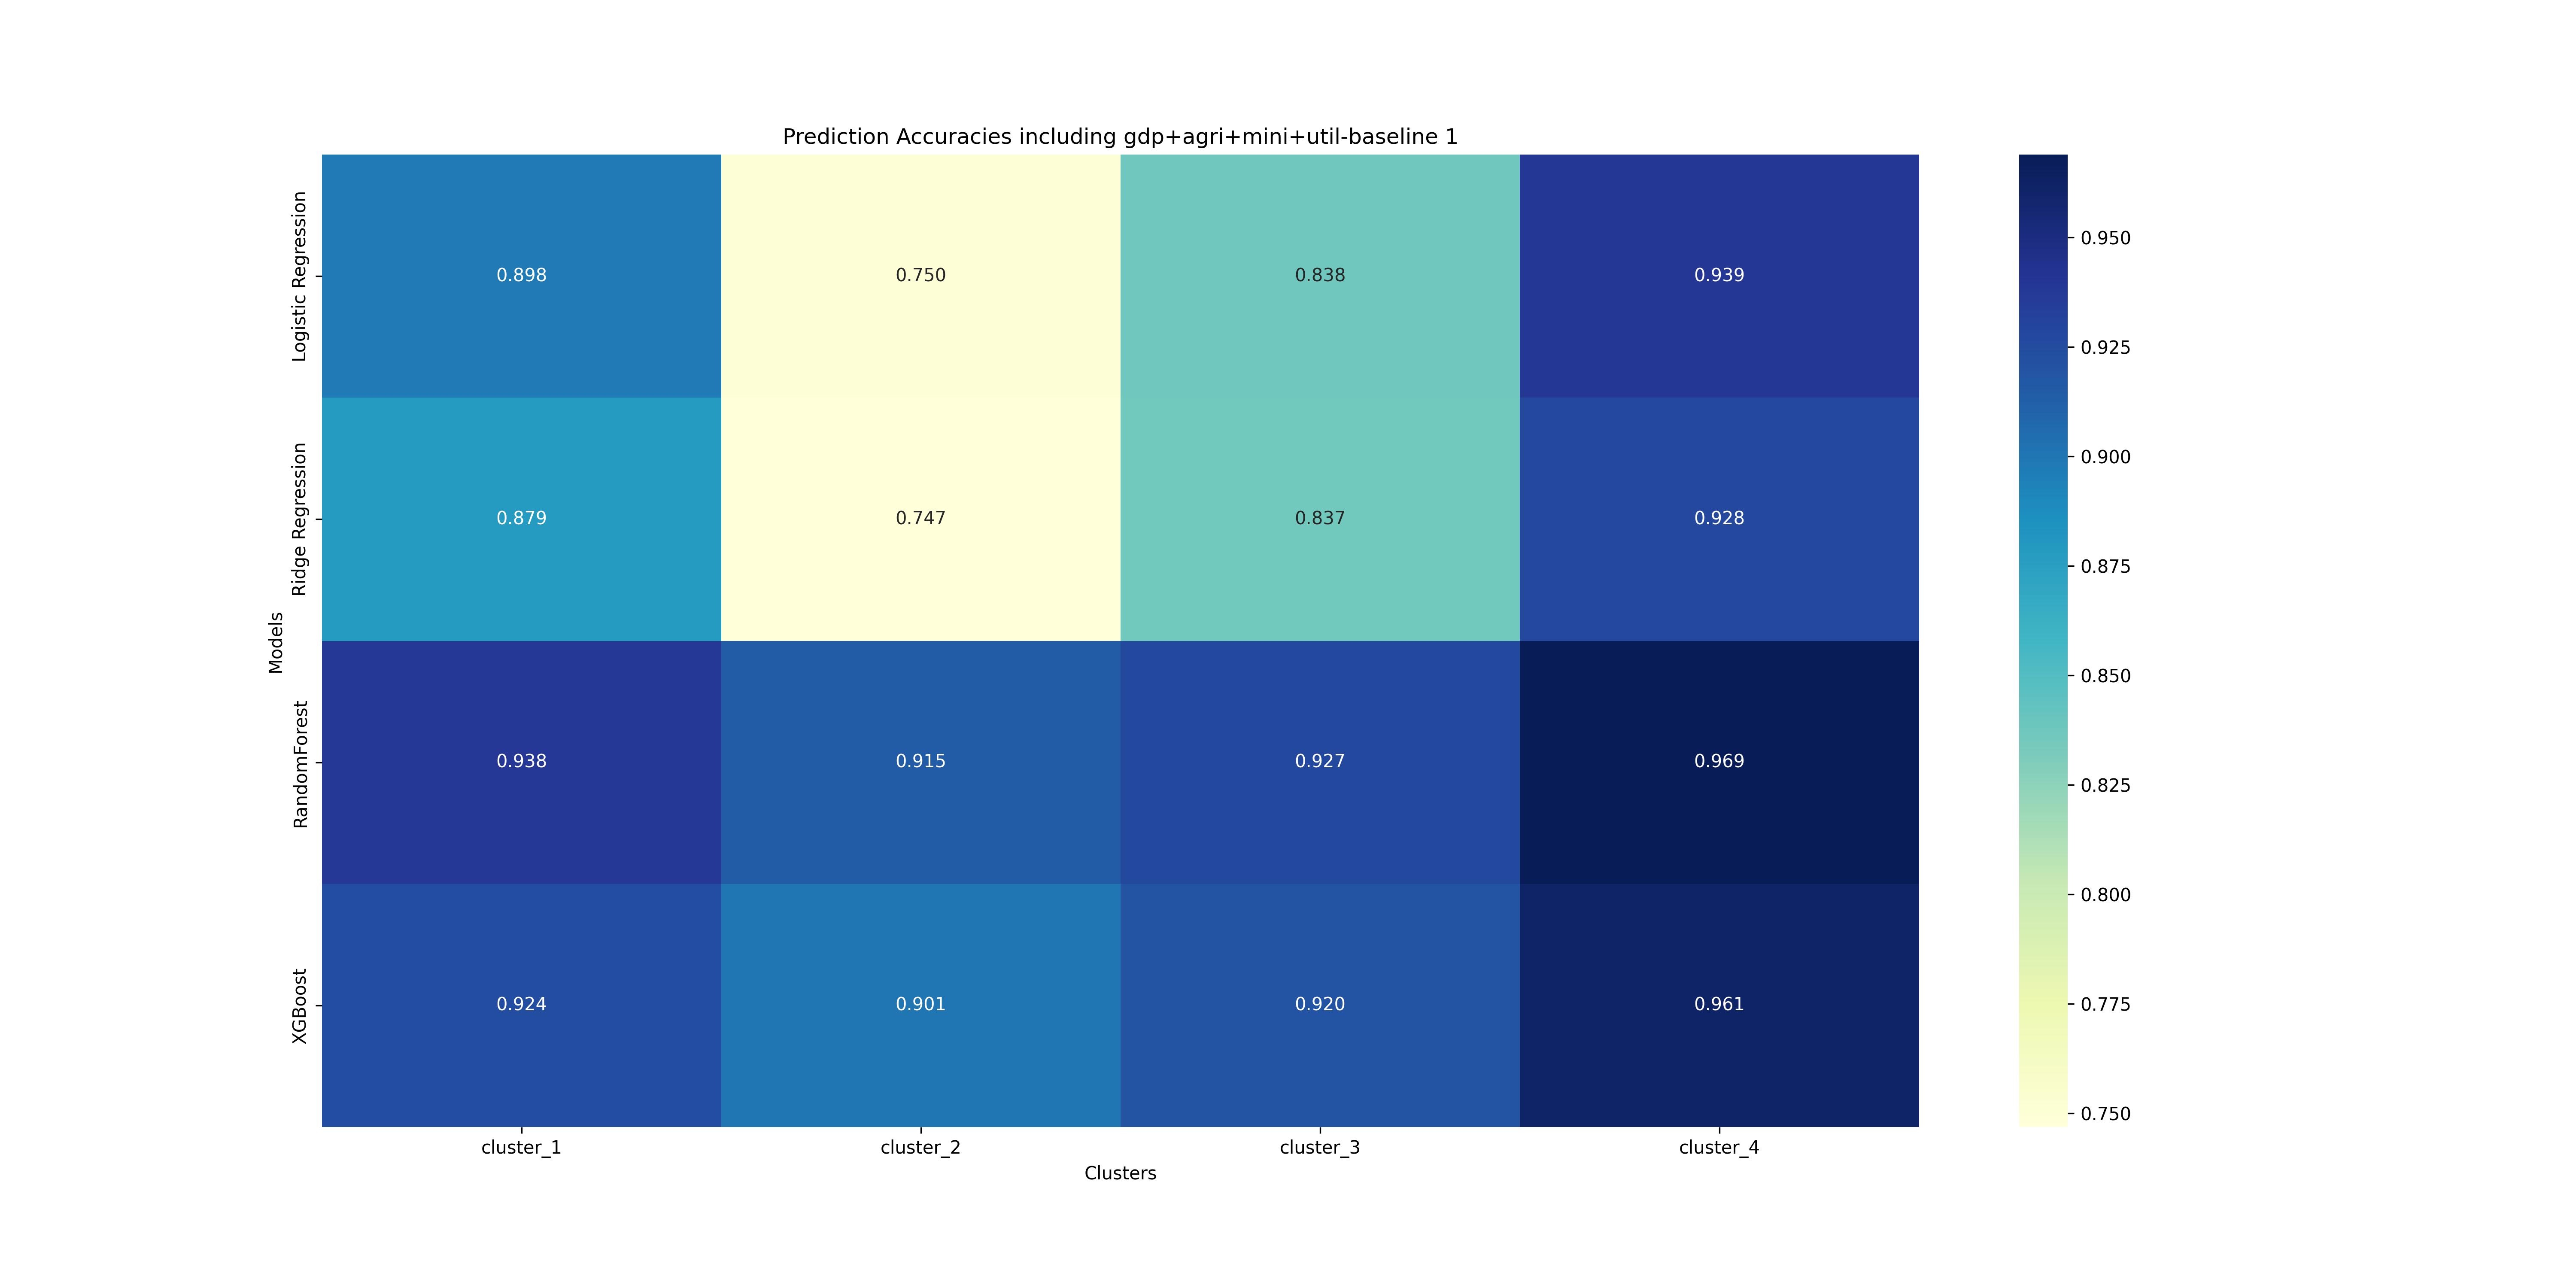 Prediction Accuracies including gdp+agri+mini+util-baseline 1
Models
Logistic Regression
0.898 0.750 0.838 0.939
Ridge Regression
0.879 0.747 0.837 0.928
RandomForest
0.938 0.915 0.927 0.969
XGBoost
0.924 0.901 0.920 0.961
cluster_1 cluster_2 cluster_3 cluster_4
Clusters
0.950
0.925
0.900
0.875
0.850
0.825
0.800
0.775
0.750